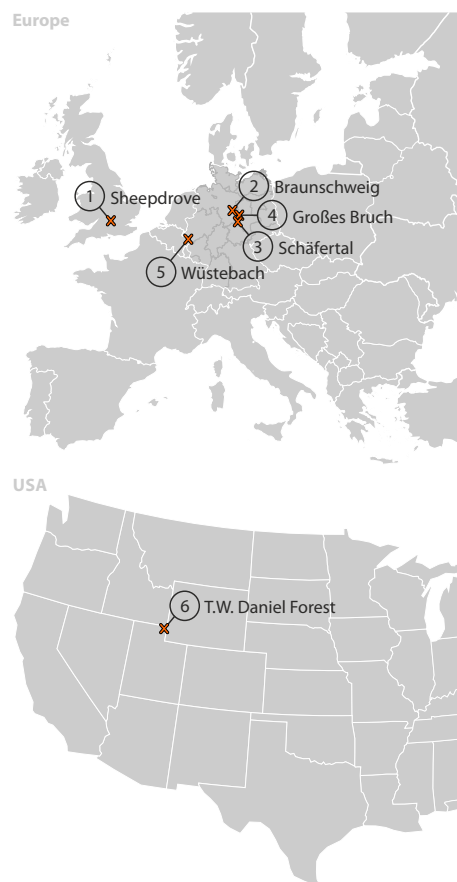 Europe
1 Sheepdrove
2 Braunschweig
4 Großes Bruch
3 Schäfertal
5 Wüstebach
USA
6 T.W. Daniel Forest